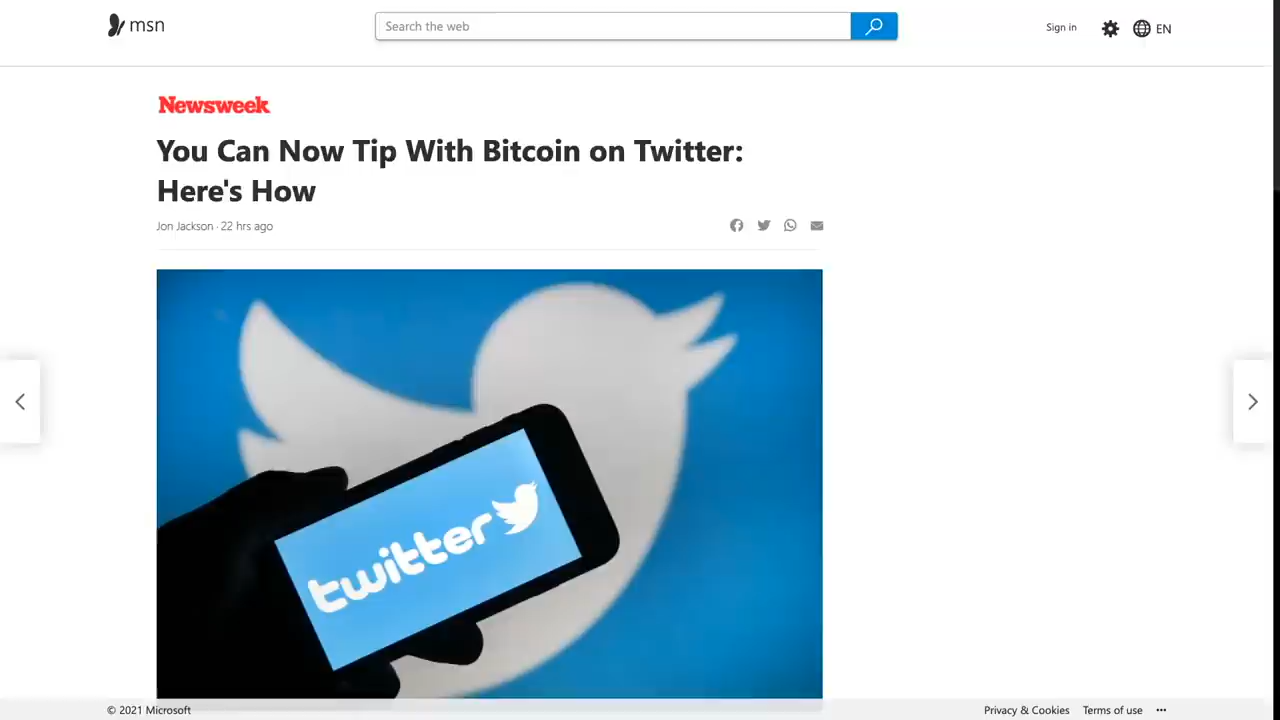 msn
Search the web
Sign in
EN
Newsweek
You Can Now Tip With Bitcoin on Twitter:
Here's How
Jon Jackson · 22 hrs ago
twitter
© 2021 Microsoft
Privacy & Cookies
Terms of use